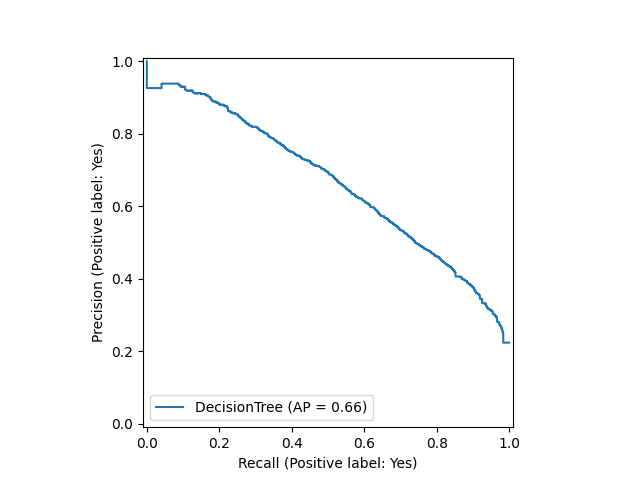 1.0
0.8
0.6
0.4
0.2
0.0
Precision (Positive label: Yes)
DecisionTree (AP = 0.66)
0.0 0.2 0.4 0.6 0.8 1.0
Recall (Positive label: Yes)